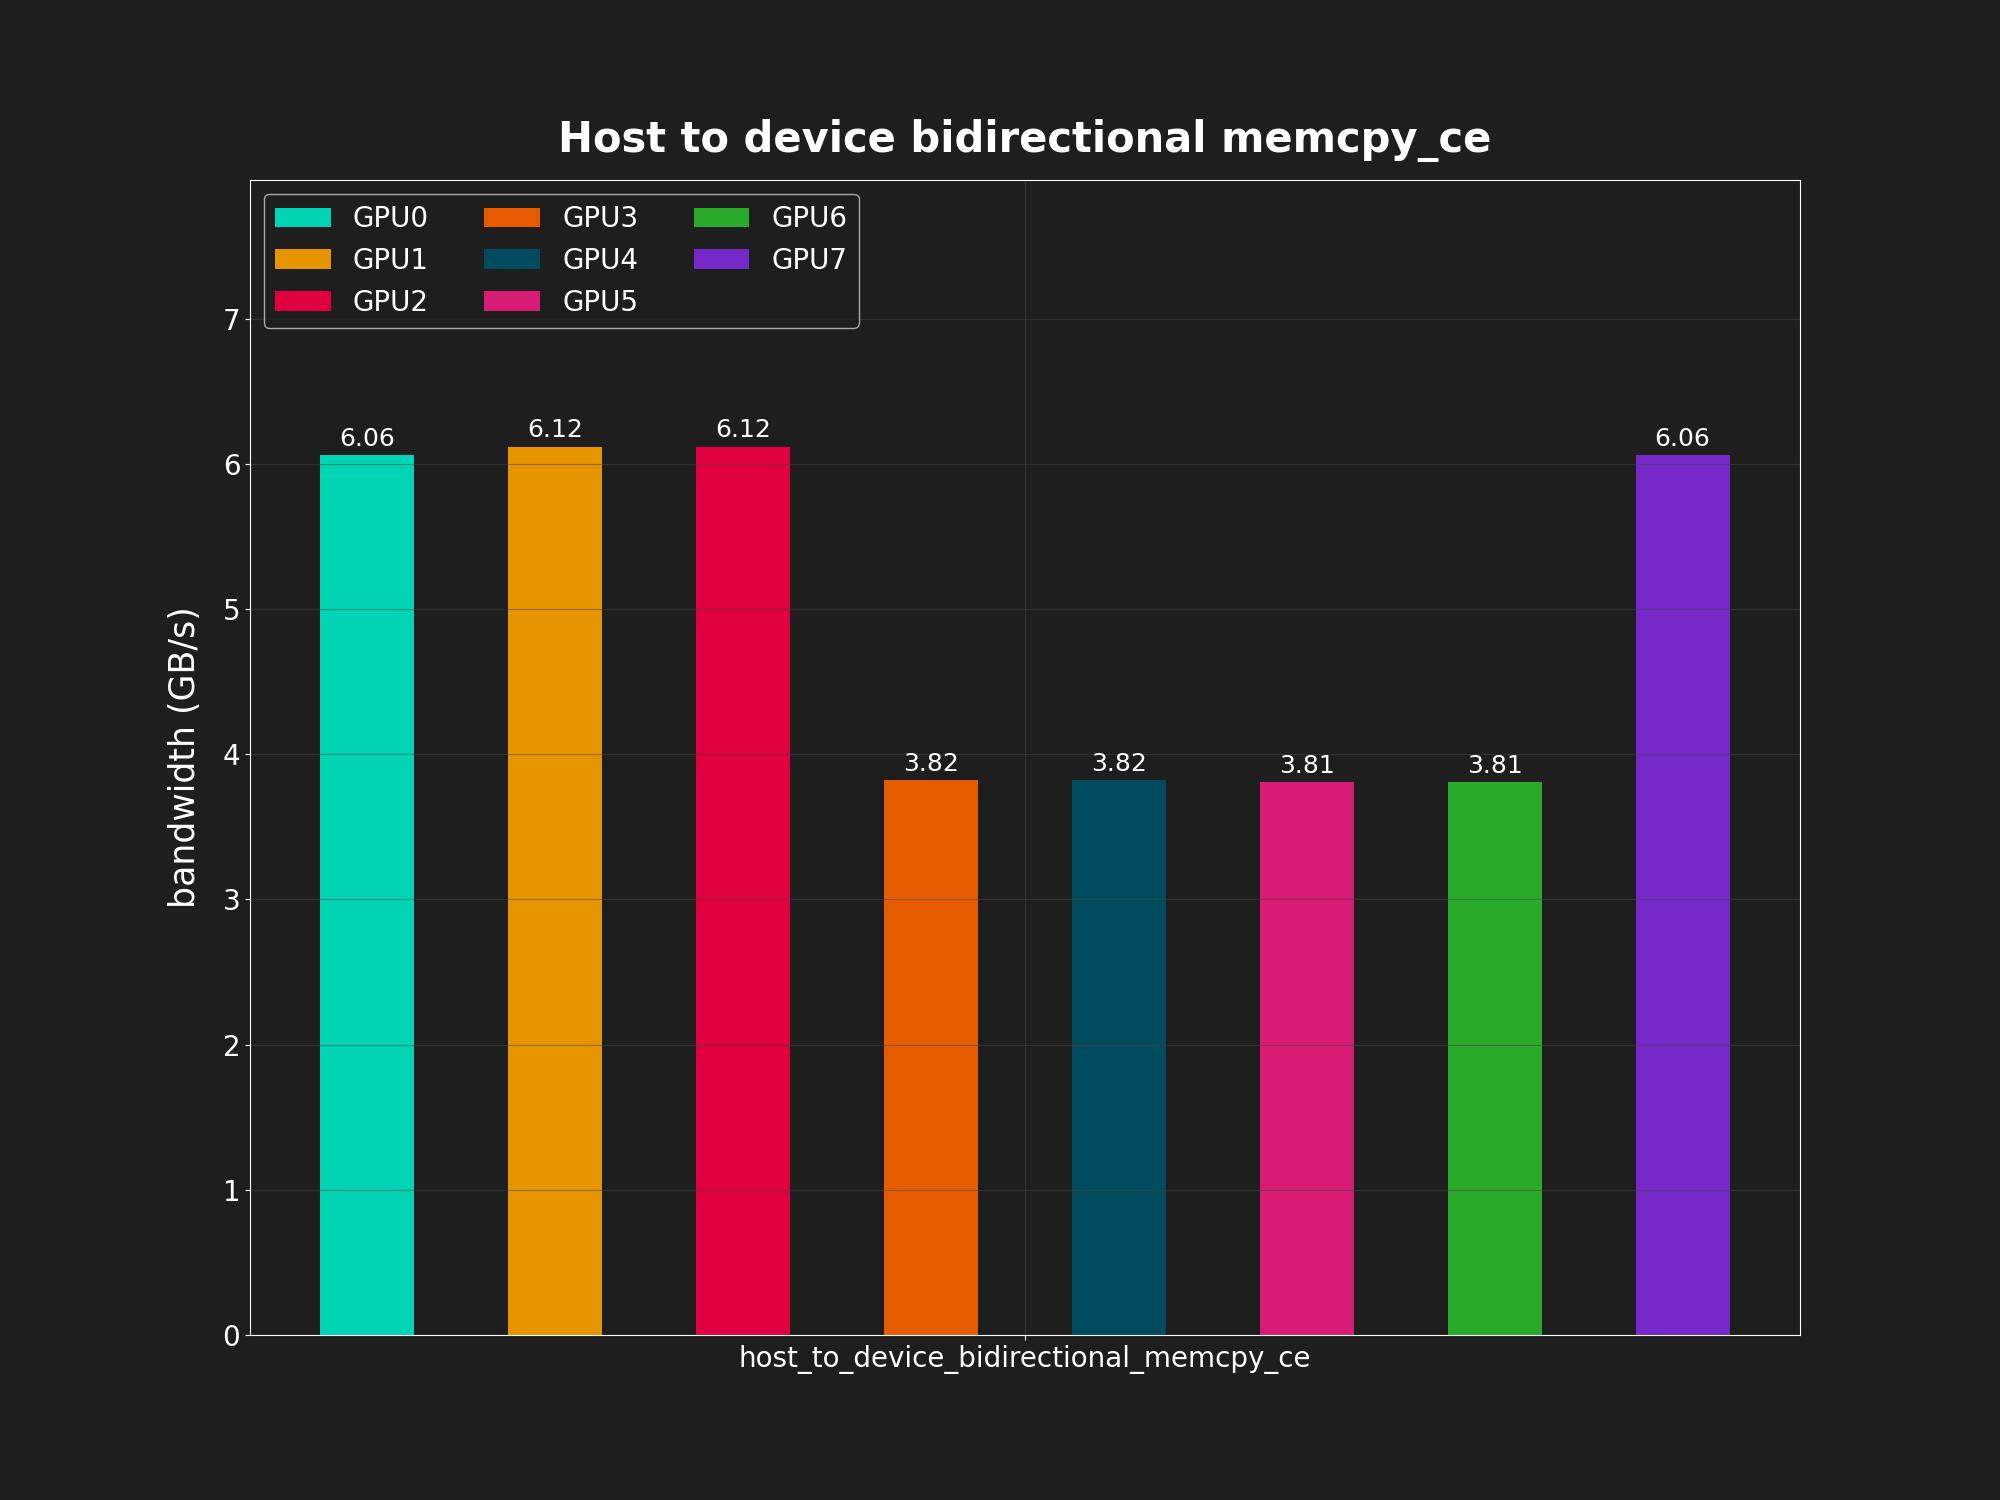 Host to device bidirectional memcpy_ce
GPU0
GPU1
GPU2
GPU3
GPU4
GPU5
GPU6
GPU7
7
6
5
4
3
2
1
0
bandwidth (GB/s)
6.06
6.12
6.12
3.82
3.82
3.81
3.81
6.06
host_to_device_bidirectional_memcpy_ce